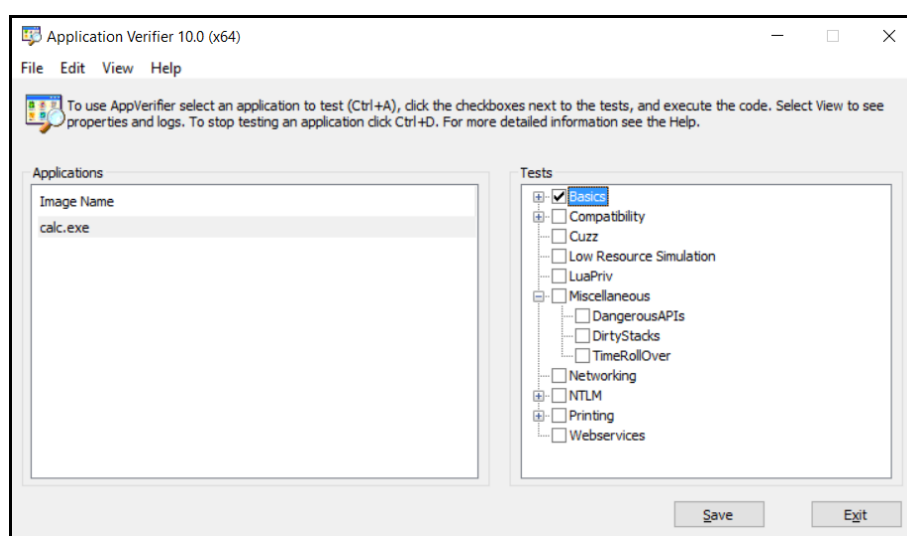 Application Verifier 10.0 (x64)
File Edit View Help
To use AppVerifier select an application to test (Ctrl+A), click the checkboxes next to the tests, and execute the code. Select View to see
properties and logs. To stop testing an application click Ctrl+D. For more detailed information see the Help.
Applications
Image Name
calc.exe
Tests
Basics
Compatibility
Cuzz
Low Resource Simulation
LuaPriv
Miscellaneous
DangerousAPIs
DirtyStacks
TimeRollOver
Networking
NTLM
Printing
Webservices
Save Exit